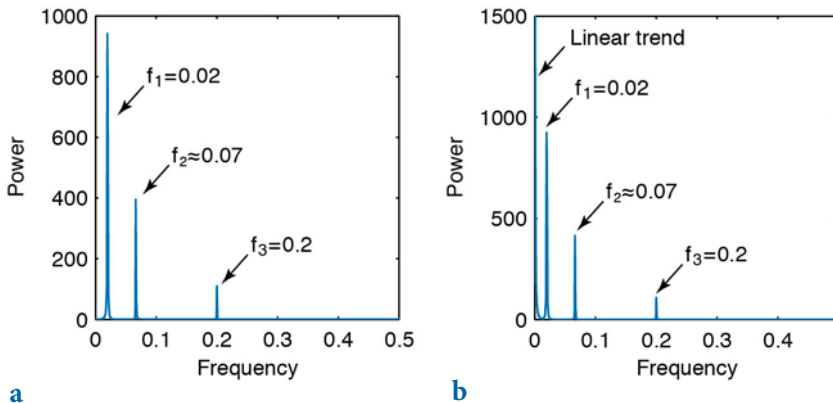 1000
800
600
400
200
0
Power
f1=0.02
f2≈0.07
f3=0.2
0 0.1 0.2 0.3 0.4 0.5
Frequency
a
1500
1000
500
0
Power
Linear trend
f1=0.02
f2≈0.07
f3=0.2
0 0.1 0.2 0.3 0.4
Frequency
b